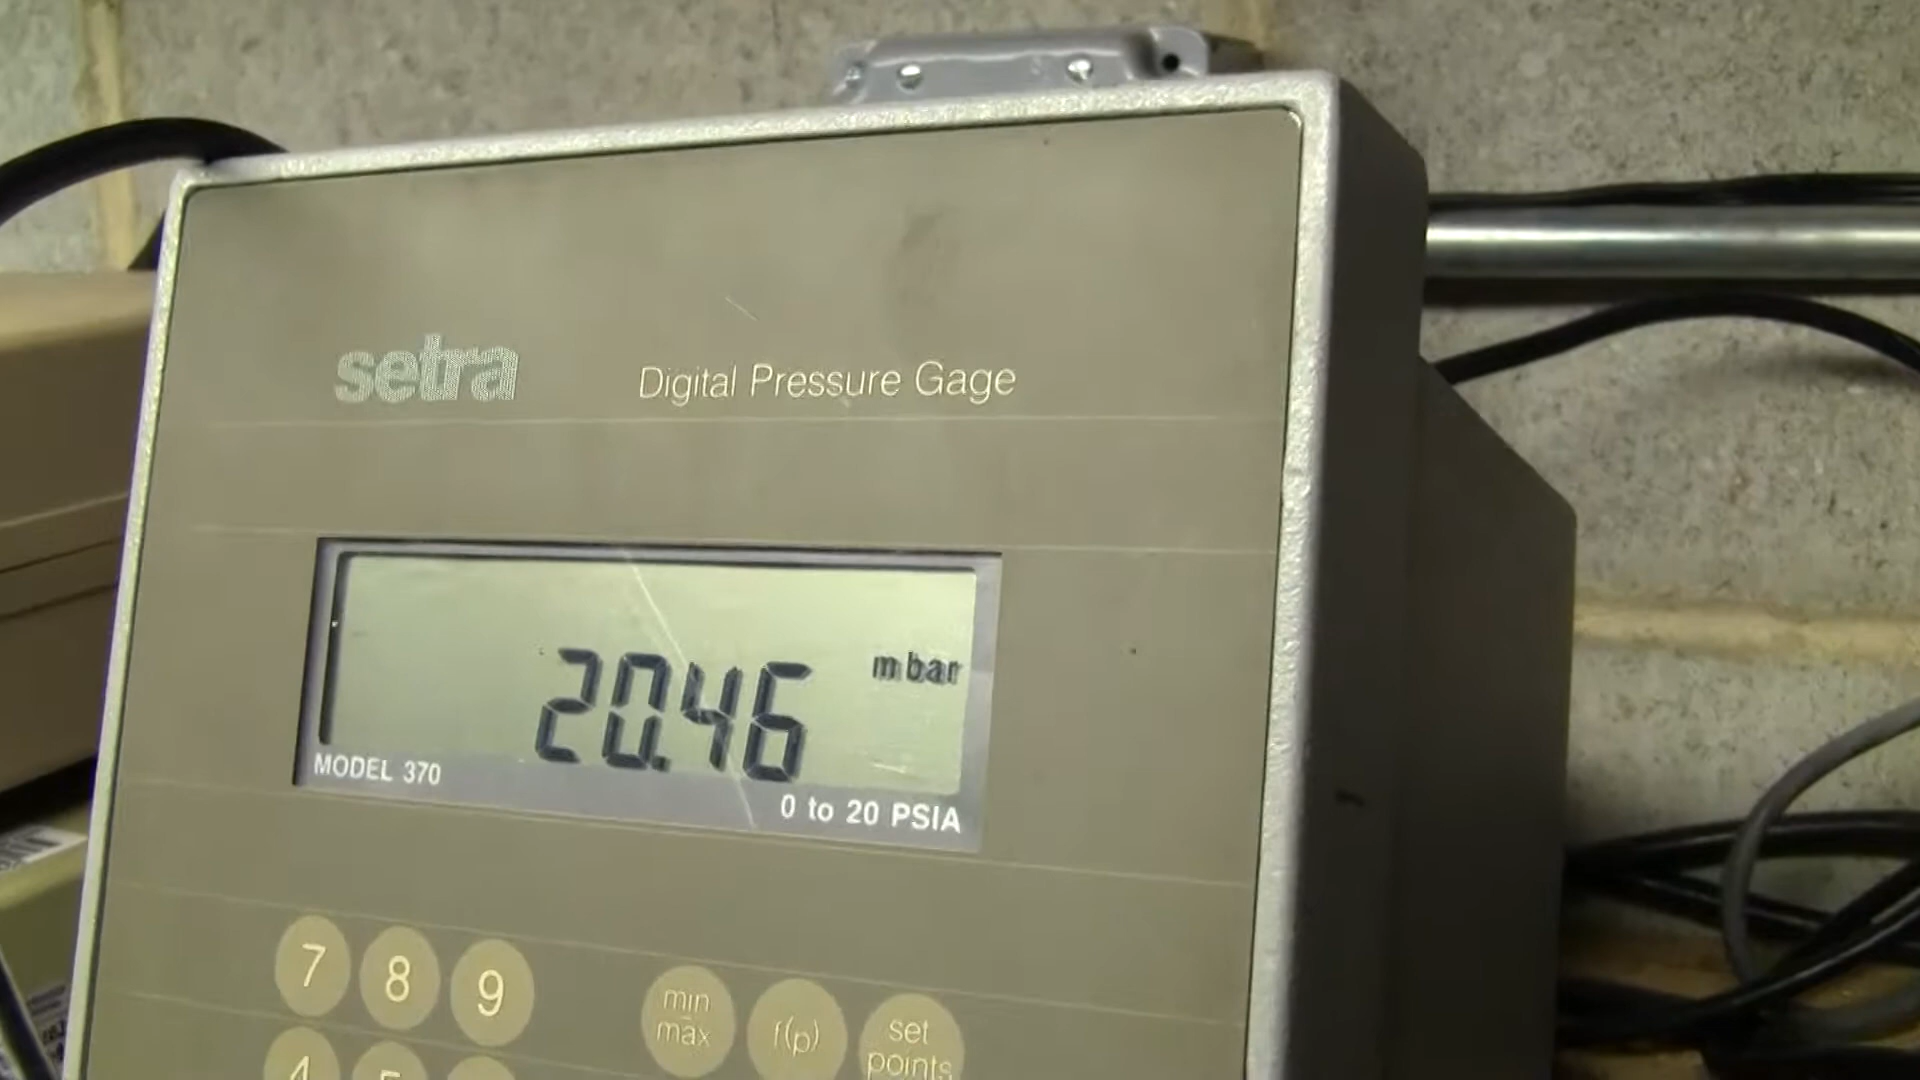 setra
Digital Pressure Gage
20.46 mbar
MODEL 370
0 to 20 PSIA
7 8 9
min
max
f(p)
set
points
4 5